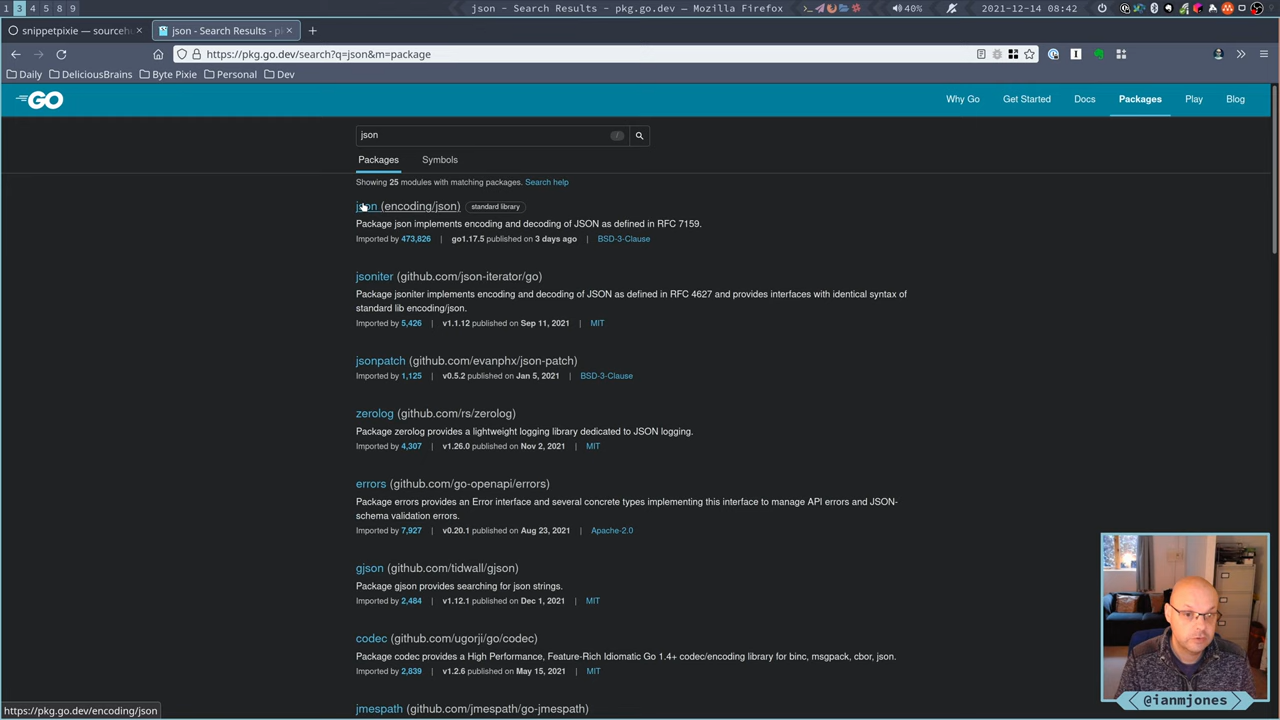 1 3 4 5 8 9
json - Search Results - pkg.go.dev — Mozilla Firefox
40%
2021-12-14 08:42
snippetpixie — source
json - Search Results - p
https://pkg.go.dev/search?q=json&m=package
Daily
DeliciousBrains
Byte Pixie
Personal
Dev
GO
Why Go
Get Started
Docs
Packages
Play
Blog
json
/
Packages
Symbols
Showing 25 modules with matching packages. Search help
json (encoding/json) standard library
Package json implements encoding and decoding of JSON as defined in RFC 7159.
Imported by 473,826 | go1.17.5 published on 3 days ago | BSD-3-Clause
jsoniter (github.com/json-iterator/go)
Package jsoniter implements encoding and decoding of JSON as defined in RFC 4627 and provides interfaces with identical syntax of
standard lib encoding/json.
Imported by 5,426 | v1.1.12 published on Sep 11, 2021 | MIT
jsonpatch (github.com/evanphx/json-patch)
Imported by 1,125 | v0.5.2 published on Jan 5, 2021 | BSD-3-Clause
zerolog (github.com/rs/zerolog)
Package zerolog provides a lightweight logging library dedicated to JSON logging.
Imported by 4,307 | v1.26.0 published on Nov 2, 2021 | MIT
errors (github.com/go-openapi/errors)
Package errors provides an Error interface and several concrete types implementing this interface to manage API errors and JSON-
schema validation errors.
Imported by 7,927 | v0.20.1 published on Aug 23, 2021 | Apache-2.0
gjson (github.com/tidwall/gjson)
Package gjson provides searching for json strings.
Imported by 2,484 | v1.12.1 published on Dec 1, 2021 | MIT
codec (github.com/ugorji/go/codec)
Package codec provides a High Performance, Feature-Rich Idiomatic Go 1.4+ codec/encoding library for binc, msgpack, cbor, json.
Imported by 2,839 | v1.2.6 published on May 15, 2021 | MIT
jmespath (github.com/jmespath/go-jmespath)
https://pkg.go.dev/encoding/json
@ianmjones